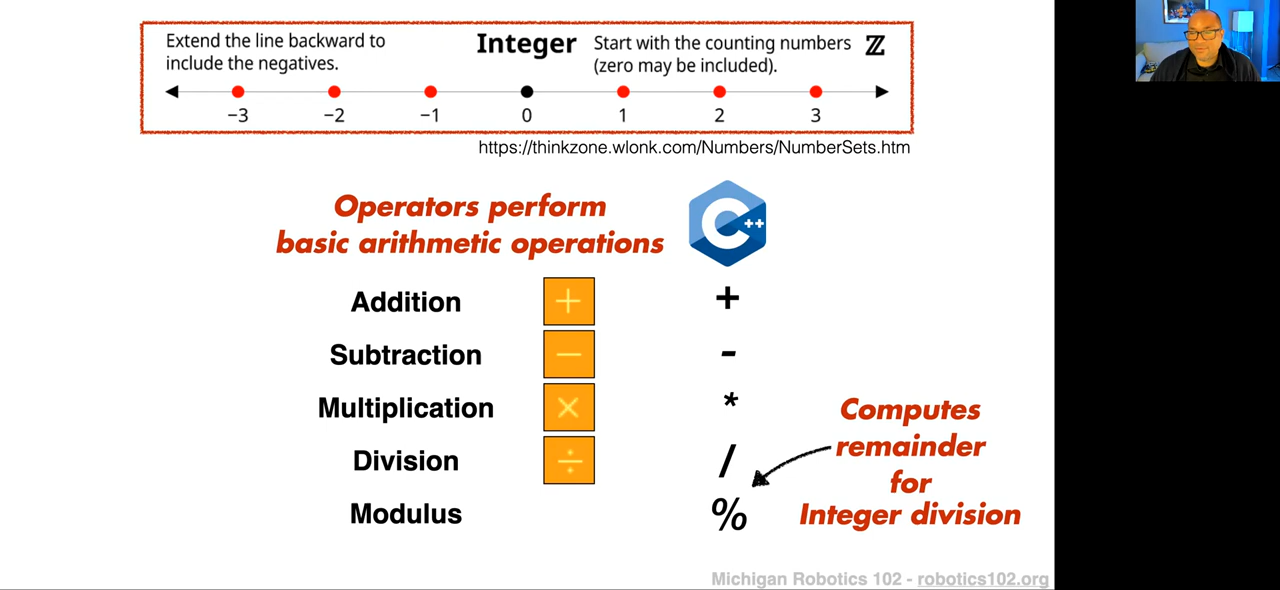 Extend the line backward to
include the negatives.
Integer
Start with the counting numbers
(zero may be included).
ℤ
−3 −2 −1 0 1 2 3
https://thinkzone.wlonk.com/Numbers/NumberSets.htm
Operators perform
basic arithmetic operations
C++
Addition + +
Subtraction − -
Multiplication × *
Division ÷ /
Modulus %
Computes
remainder
for
Integer division
Michigan Robotics 102 - robotics102.org